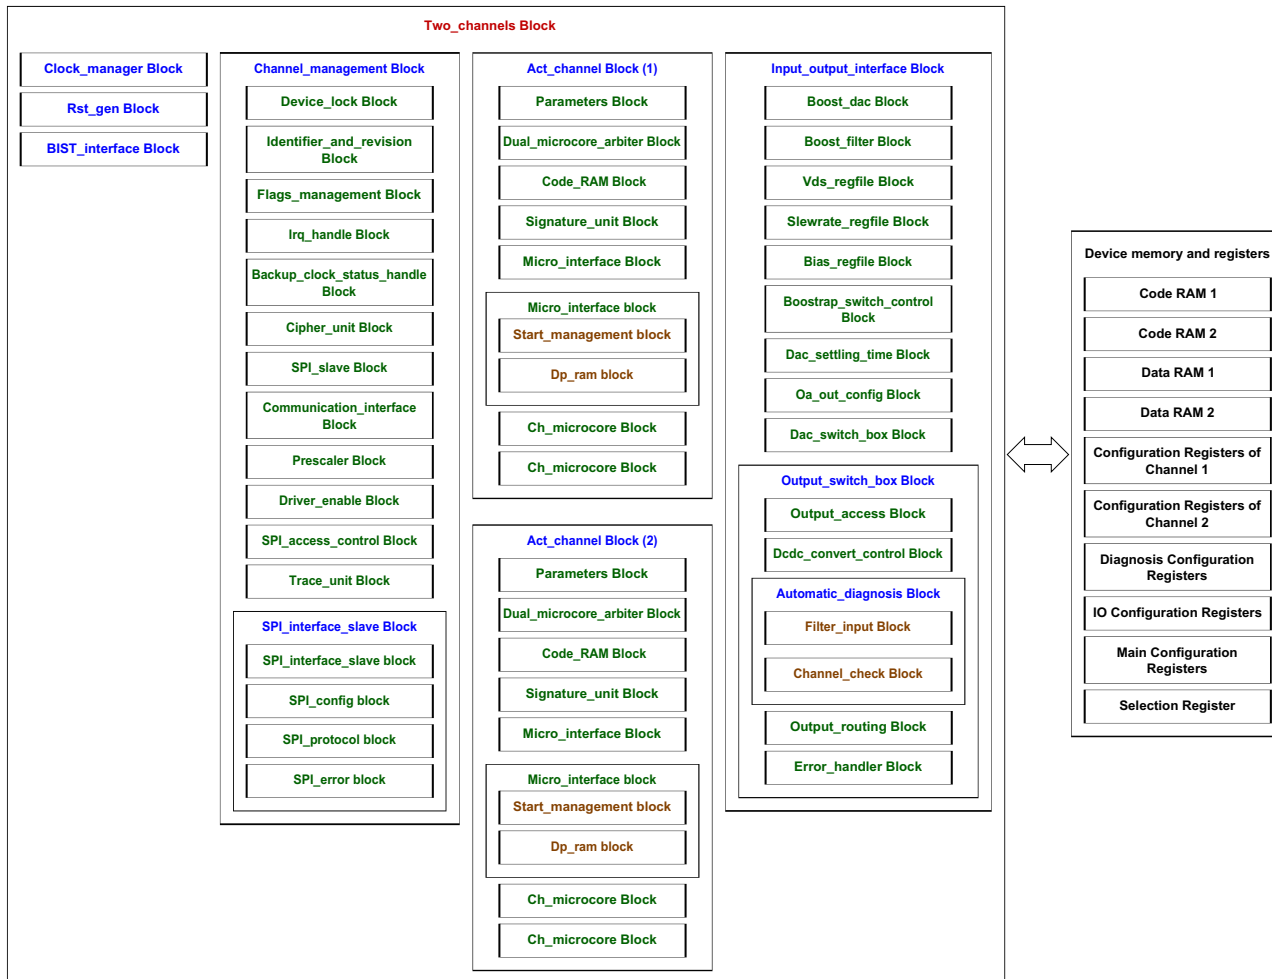 Two_channels Block
Clock_manager Block
Rst_gen Block
BIST_interface Block
Channel_management Block
Device_lock Block
Identifier_and_revision
Block
Flags_management Block
Irq_handle Block
Backup_clock_status_handle
Block
Cipher_unit Block
SPI_slave Block
Communication_interface
Block
Prescaler Block
Driver_enable Block
SPI_access_control Block
Trace_unit Block
SPI_interface_slave Block
SPI_interface_slave block
SPI_config block
SPI_protocol block
SPI_error block
Act_channel Block (1)
Parameters Block
Dual_microcore_arbiter Block
Code_RAM Block
Signature_unit Block
Micro_interface Block
Micro_interface block
Start_management block
Dp_ram block
Ch_microcore Block
Ch_microcore Block
Act_channel Block (2)
Parameters Block
Dual_microcore_arbiter Block
Code_RAM Block
Signature_unit Block
Micro_interface Block
Micro_interface block
Start_management block
Dp_ram block
Ch_microcore Block
Ch_microcore Block
Input_output_interface Block
Boost_dac Block
Boost_filter Block
Vds_regfile Block
Slewrate_regfile Block
Bias_regfile Block
Boostrap_switch_control
Block
Dac_settling_time Block
Oa_out_config Block
Dac_switch_box Block
Output_switch_box Block
Output_access Block
Dcdc_convert_control Block
Automatic_diagnosis Block
Filter_input Block
Channel_check Block
Output_routing Block
Error_handler Block
Device memory and registers
Code RAM 1
Code RAM 2
Data RAM 1
Data RAM 2
Configuration Registers of
Channel 1
Configuration Registers of
Channel 2
Diagnosis Configuration
Registers
IO Configuration Registers
Main Configuration
Registers
Selection Register